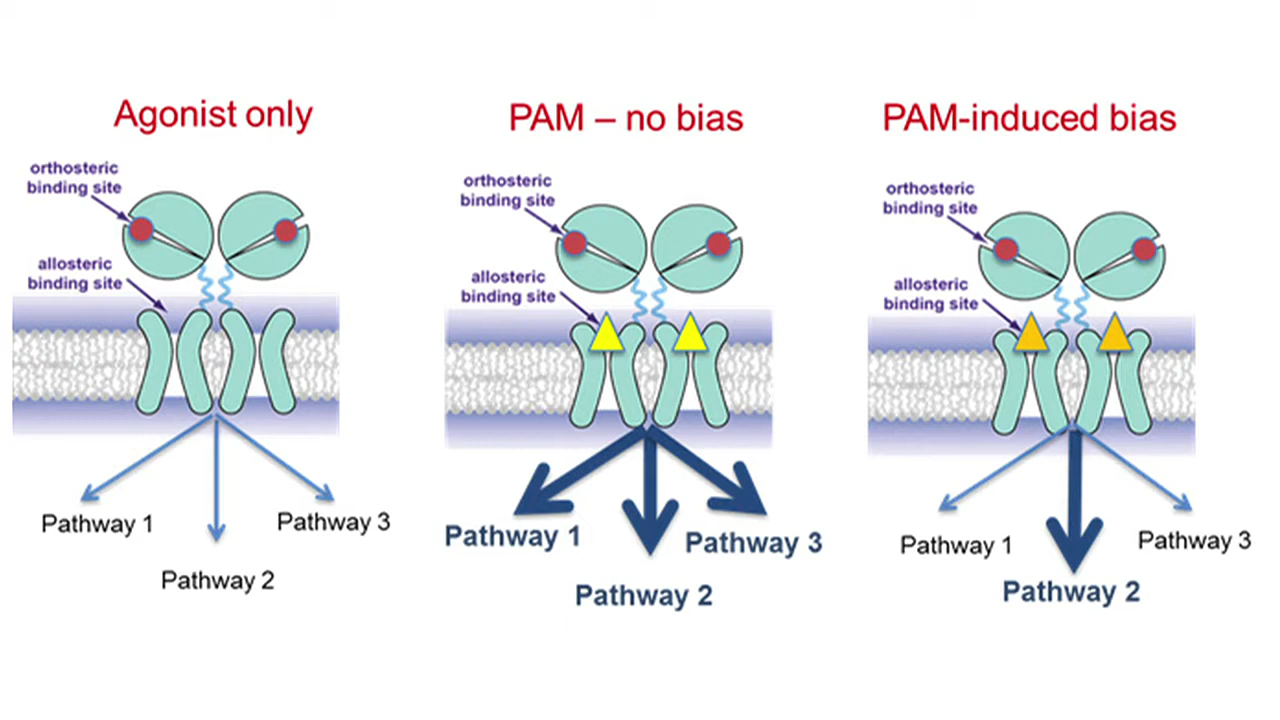 Agonist only
orthosteric
binding site
allosteric
binding site
Pathway 1
Pathway 2
Pathway 3
PAM – no bias
orthosteric
binding site
allosteric
binding site
Pathway 1
Pathway 2
Pathway 3
PAM-induced bias
orthosteric
binding site
allosteric
binding site
Pathway 1
Pathway 2
Pathway 3